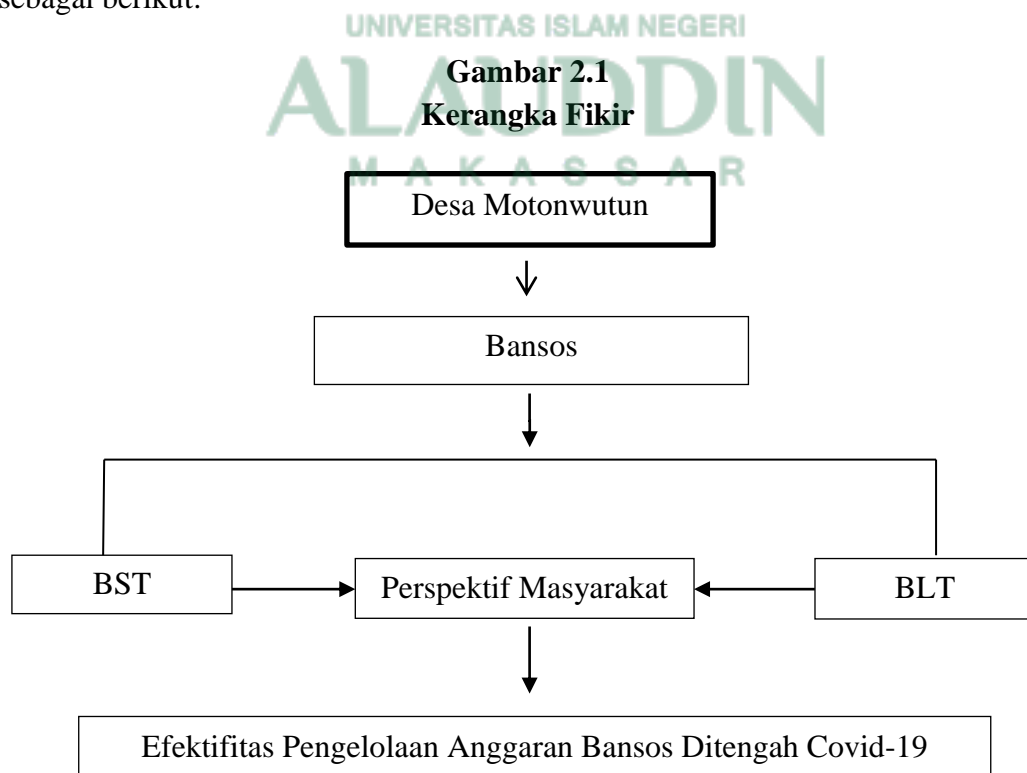 sebagai berikut:
UNIVERSITAS ISLAM NEGERI
ALAUDDIN
MAKASSAR
Gambar 2.1
Kerangka Fikir
Desa Motonwutun
Bansos
BST
Perspektif Masyarakat
BLT
Efektifitas Pengelolaan Anggaran Bansos Ditengah Covid-19